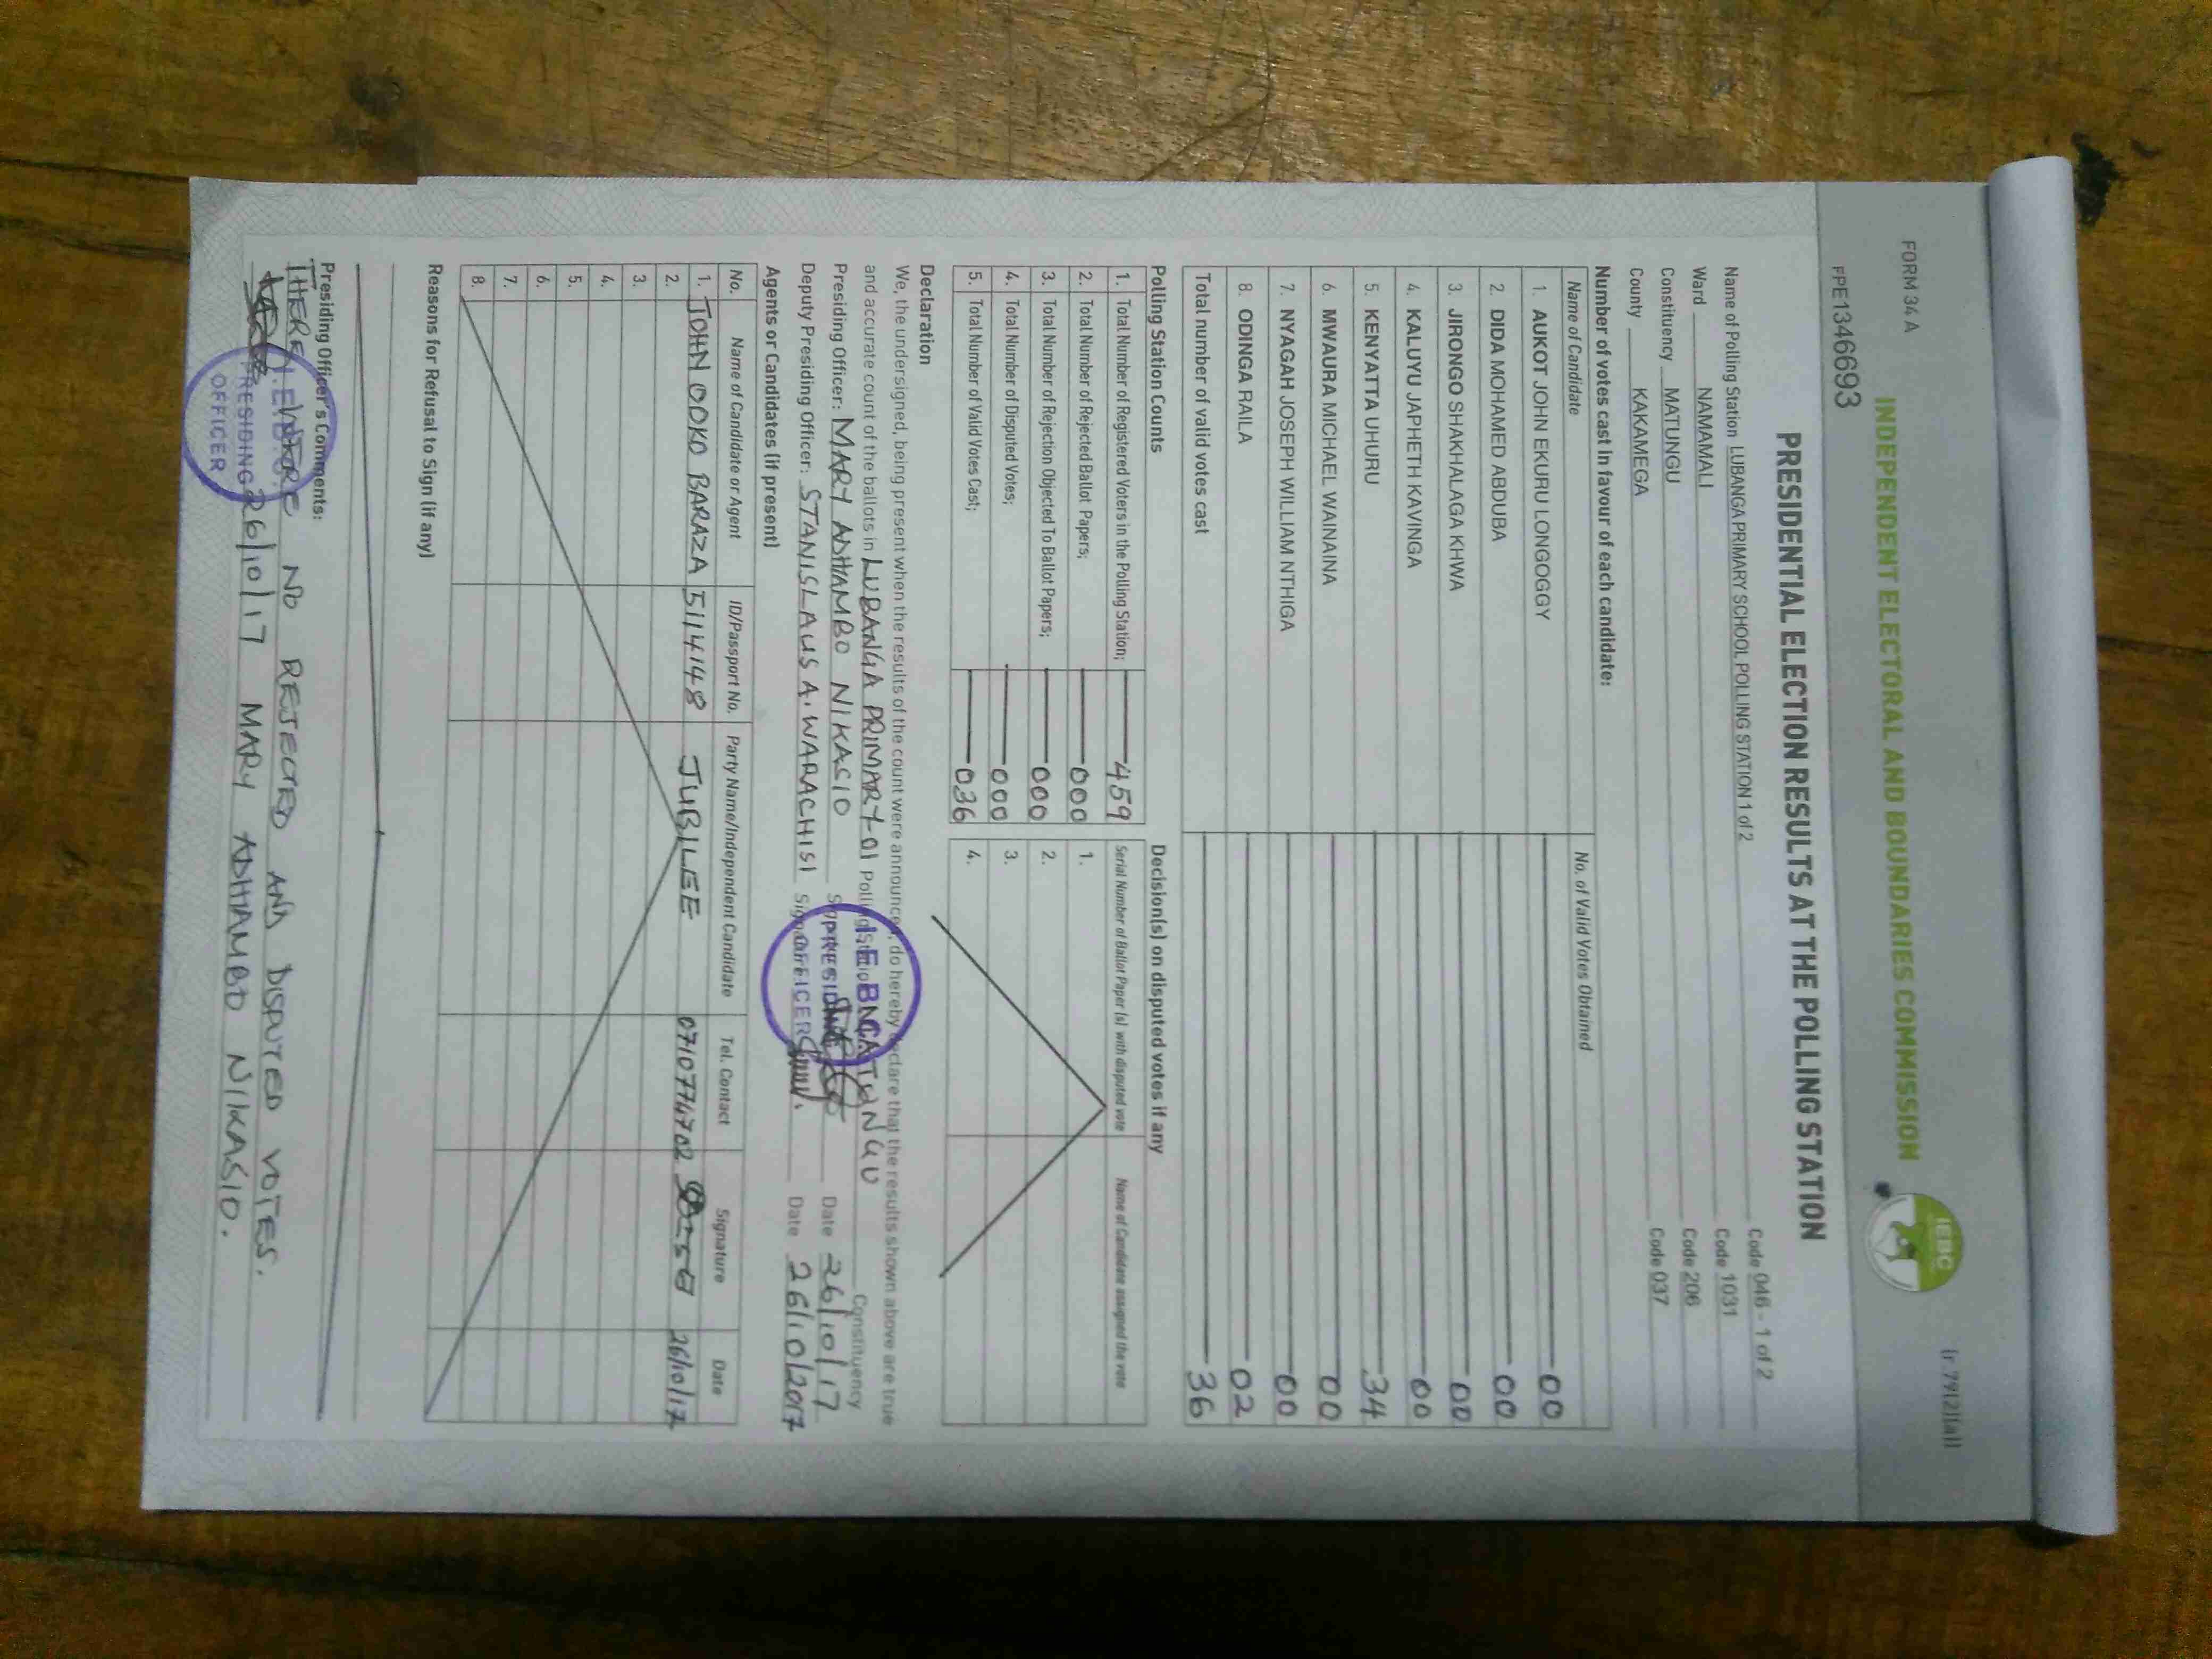 FORM 34 A
(r 79(2)(a))
INDEPENDENT ELECTORAL AND BOUNDARIES COMMISSION
IEBC
FPE1346693
PRESIDENTIAL ELECTION RESULTS AT THE POLLING STATION
Name of Polling Station LUBANGA PRIMARY SCHOOL POLLING STATION 1 of 2 Code 046 - 1 of 2
Ward NAMAMALI Code 1031
Constituency MATUNGU Code 206
County KAKAMEGA Code 037
Number of votes cast in favour of each candidate:
Name of Candidate No. of Valid Votes Obtained
1. AUKOT JOHN EKURU LONGOGGY 00
2. DIDA MOHAMED ABDUBA 00
3. JIRONGO SHAKHALAGA KHWA 00
4. KALUYU JAPHETH KAVINGA 00
5. KENYATTA UHURU 34
6. MWAURA MICHAEL WAINAINA 00
7. NYAGAH JOSEPH WILLIAM NTHIGA 00
8. ODINGA RAILA 02
Total number of valid votes cast 36
Polling Station Counts
1. Total Number of Registered Voters in the Polling Station; 459
2. Total Number of Rejected Ballot Papers; 000
3. Total Number of Rejection Objected To Ballot Papers; 000
4. Total Number of Disputed Votes; 000
5. Total Number of Valid Votes Cast; 036
Decision(s) on disputed votes if any
Serial Number of Ballot Paper (s) with disputed vote Name of Candidate assigned the vote
1.
2.
3.
4.
Declaration
We, the undersigned, being present when the results of the count were announced, do hereby declare that the results shown above are true
and accurate count of the ballots in LUBANGA PRIMARY-01 Polling Station MATUNGU Constituency
Presiding Officer: MARY ADHIAMBO NIKASIO Signature Date 26/10/17
Deputy Presiding Officer: STANISLAUS A. WARACHISI Signature Date 26/10/2017
I.E.B.C
PRESIDING
OFFICER
Agents or Candidates (if present)
No. Name of Candidate or Agent ID/Passport No. Party Name/Independent Candidate Tel. Contact Signature Date
1. JOHN ODKO BARAZA 5114148 JUBILEE 0710774702 26/10/17
2.
3.
4.
5.
6.
7.
8.
Reasons for Refusal to Sign (if any)
Presiding Officer's Comments:
THERE WERE NO REJECTED AND DISPUTED VOTES.
26/10/17 MARY ADHIAMBO NIKASIO.
I.E.B.C
PRESIDING
OFFICER